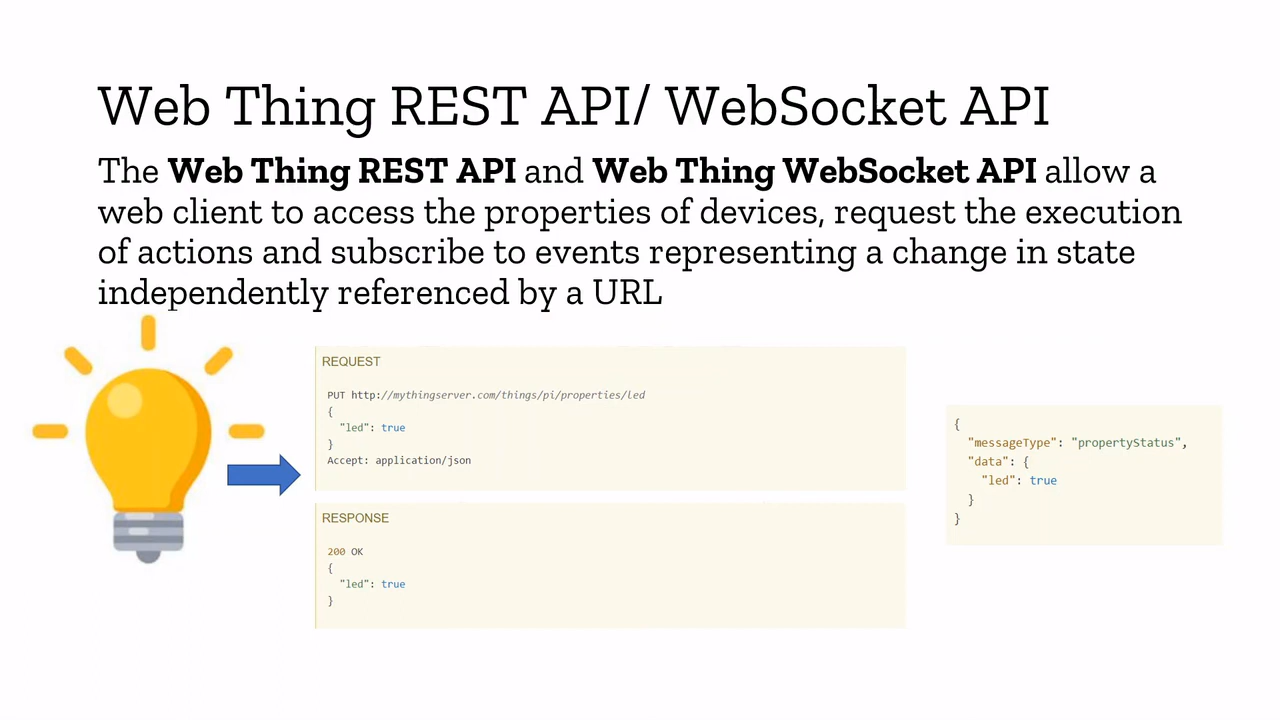 Web Thing REST API/ WebSocket API
The Web Thing REST API and Web Thing WebSocket API allow a
web client to access the properties of devices, request the execution
of actions and subscribe to events representing a change in state
independently referenced by a URL
REQUEST
PUT http://mythingserver.com/things/pi/properties/led
{
  "led": true
}
Accept: application/json
RESPONSE
200 OK
{
  "led": true
}
{
  "messageType": "propertyStatus",
  "data": {
    "led": true
  }
}